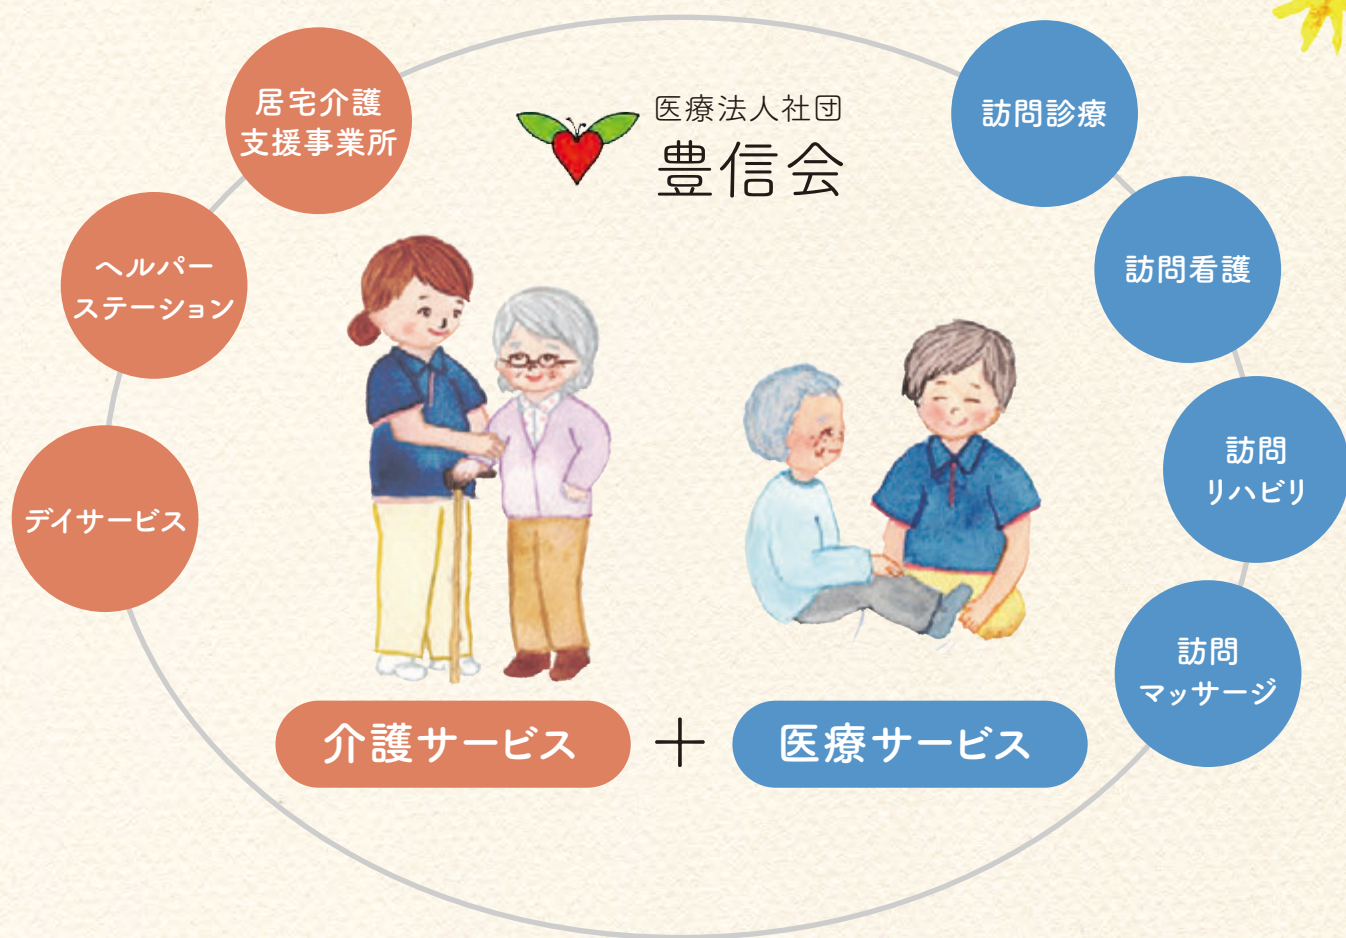 医療法人社団
豊信会
居宅介護
支援事業所
ヘルパー
ステーション
デイサービス
訪問診療
訪問看護
訪問
リハビリ
訪問
マッサージ
介護サービス
+
医療サービス